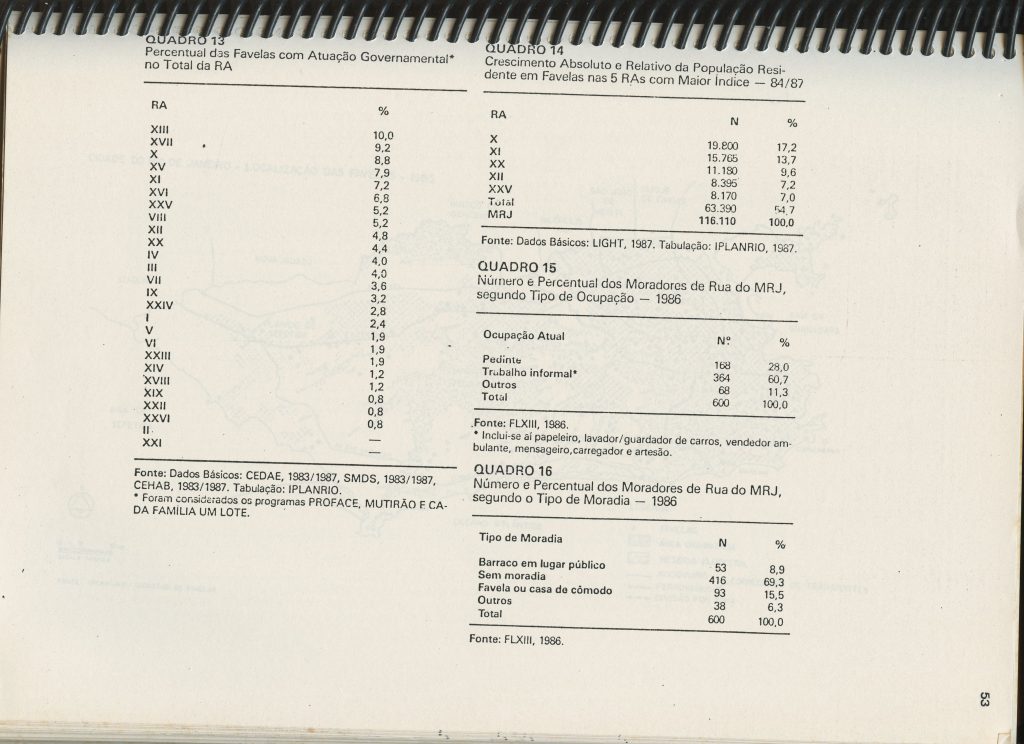 QUADRO 13
Percentual das Favelas com Atuação Governamental*
no Total da RA
RA %
XIII 10,0
XVII 9,2
X 8,8
XV 7,9
XI 7,2
XVI 6,8
XXV 5,2
VIII 5,2
XII 4,8
XX 4,4
IV 4,0
III 4,0
VII 3,6
IX 3,2
XXIV 2,8
I 2,4
V 1,9
VI 1,9
XXIII 1,9
XIV 1,2
XVIII 1,2
XIX 0,8
XXII 0,8
XXVI 0,8
II —
XXI —
Fonte: Dados Básicos: CEDAE, 1983/1987, SMDS, 1983/1987,
CEHAB, 1983/1987. Tabulação: IPLANRIO.
* Foram considerados os programas PROFACE, MUTIRÃO E CA-
DA FAMÍLIA UM LOTE.
QUADRO 14
Crescimento Absoluto e Relativo da População Resi-
dente em Favelas nas 5 RAs com Maior Índice — 84/87
RA N %
X 19.800 17,2
XI 15.765 13,7
XX 11.180 9,6
XII 8.395 7,2
XXV 8.170 7,0
Total 63.390 54,7
MRJ 116.110 100,0
Fonte: Dados Básicos: LIGHT, 1987. Tabulação: IPLANRIO, 1987.
QUADRO 15
Número e Percentual dos Moradores de Rua do MRJ,
segundo Tipo de Ocupação — 1986
Ocupação Atual Nº %
Pedinte 168 28,0
Trabalho informal* 364 60,7
Outros 68 11,3
Total 600 100,0
Fonte: FLXIII, 1986.
* Inclui-se aí papeleiro, lavador/guardador de carros, vendedor am-
bulante, mensageiro,carregador e artesão.
QUADRO 16
Número e Percentual dos Moradores de Rua do MRJ,
segundo o Tipo de Moradia — 1986
Tipo de Moradia N %
Barraco em lugar público 53 8,9
Sem moradia 416 69,3
Favela ou casa de cômodo 93 15,5
Outros 38 6,3
Total 600 100,0
Fonte: FLXIII, 1986.
53